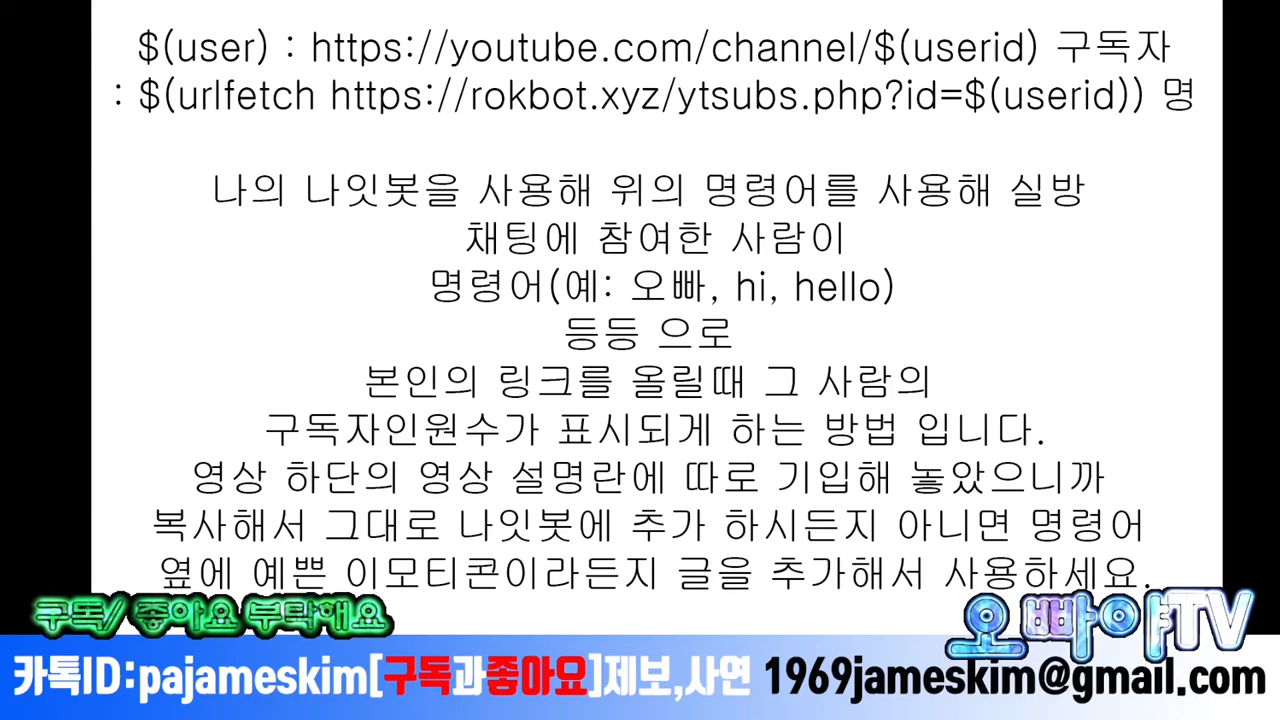 $(user) : https://youtube.com/channel/$(userid) 구독자
: $(urlfetch https://rokbot.xyz/ytsubs.php?id=$(userid)) 명
나의 나잇봇을 사용해 위의 명령어를 사용해 실방
채팅에 참여한 사람이
명령어(예: 오빠, hi, hello)
등등 으로
본인의 링크를 올릴때 그 사람의
구독자인원수가 표시되게 하는 방법 입니다.
영상 하단의 영상 설명란에 따로 기입해 놓았으니까
복사해서 그대로 나잇봇에 추가 하시든지 아니면 명령어
옆에 예쁜 이모티콘이라든지 글을 추가해서 사용하세요.
구독/ 좋아요 부탁해요
오빠야TV
카톡ID:pajameskim[구독과좋아요]제보,사연 1969jameskim@gmail.com